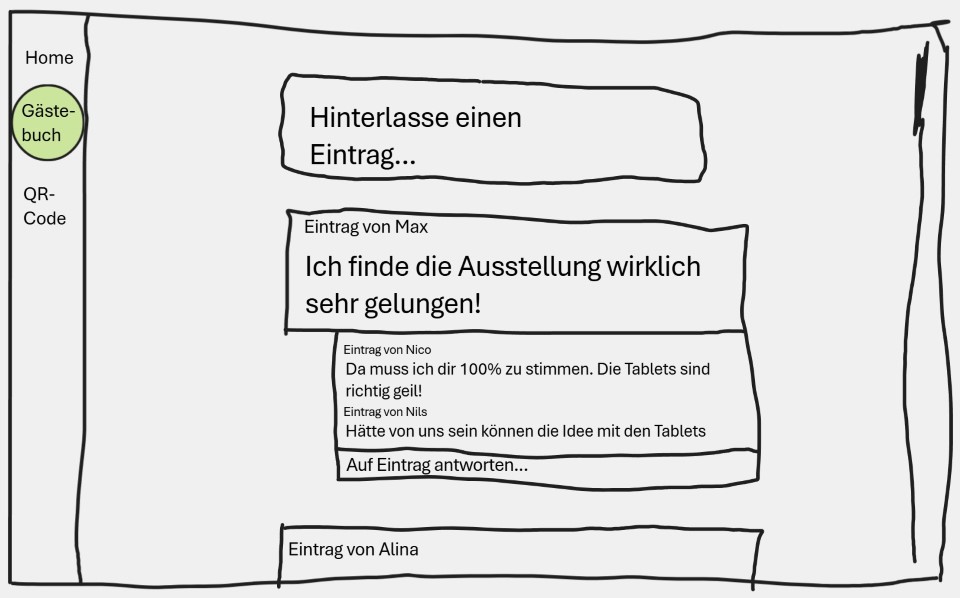 Home
Gäste-
buch
QR-
Code
Hinterlasse einen
Eintrag...
Eintrag von Max
Ich finde die Ausstellung wirklich
sehr gelungen!
Eintrag von Nico
Da muss ich dir 100% zu stimmen. Die Tablets sind
richtig geil!
Eintrag von Nils
Hätte von uns sein können die Idee mit den Tablets
Auf Eintrag antworten...
Eintrag von Alina